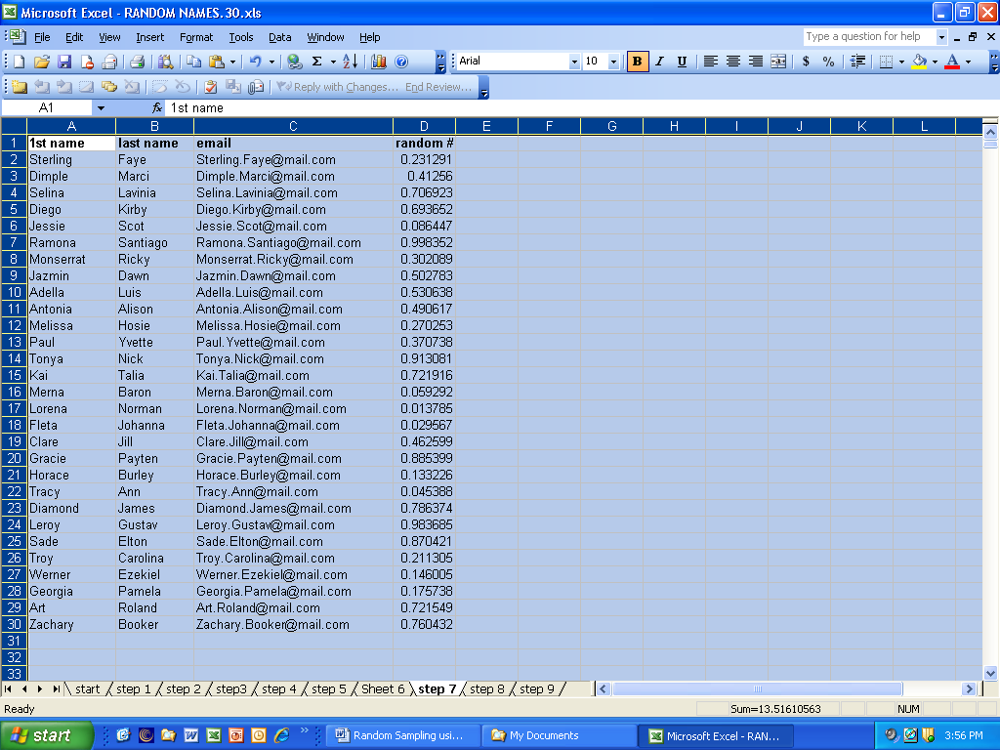 Microsoft Excel - RANDOM NAMES.30.xls
File Edit View Insert Format Tools Data Window Help Type a question for help
Arial 10 B I U $ %
Reply with Changes... End Review...
A1 fx 1st name
A B C D E F G H I J K L
1 1st name last name email random #
2 Sterling Faye Sterling.Faye@mail.com 0.231291
3 Dimple Marci Dimple.Marci@mail.com 0.41256
4 Selina Lavinia Selina.Lavinia@mail.com 0.706923
5 Diego Kirby Diego.Kirby@mail.com 0.693652
6 Jessie Scot Jessie.Scot@mail.com 0.086447
7 Ramona Santiago Ramona.Santiago@mail.com 0.998352
8 Monserrat Ricky Monserrat.Ricky@mail.com 0.302089
9 Jazmin Dawn Jazmin.Dawn@mail.com 0.502783
10 Adella Luis Adella.Luis@mail.com 0.530638
11 Antonia Alison Antonia.Alison@mail.com 0.490617
12 Melissa Hosie Melissa.Hosie@mail.com 0.270253
13 Paul Yvette Paul.Yvette@mail.com 0.370738
14 Tonya Nick Tonya.Nick@mail.com 0.913081
15 Kai Talia Kai.Talia@mail.com 0.721916
16 Merna Baron Merna.Baron@mail.com 0.059292
17 Lorena Norman Lorena.Norman@mail.com 0.013785
18 Fleta Johanna Fleta.Johanna@mail.com 0.029567
19 Clare Jill Clare.Jill@mail.com 0.462599
20 Gracie Payten Gracie.Payten@mail.com 0.885399
21 Horace Burley Horace.Burley@mail.com 0.133226
22 Tracy Ann Tracy.Ann@mail.com 0.045388
23 Diamond James Diamond.James@mail.com 0.786374
24 Leroy Gustav Leroy.Gustav@mail.com 0.983685
25 Sade Elton Sade.Elton@mail.com 0.870421
26 Troy Carolina Troy.Carolina@mail.com 0.211305
27 Werner Ezekiel Werner.Ezekiel@mail.com 0.146005
28 Georgia Pamela Georgia.Pamela@mail.com 0.175738
29 Art Roland Art.Roland@mail.com 0.721549
30 Zachary Booker Zachary.Booker@mail.com 0.760432
31
32
33
start step 1 step 2 step3 step 4 step 5 Sheet 6 step 7 step 8 step 9
Ready Sum=13.51610563 NUM
start Random Sampling usi... My Documents Microsoft Excel - RAN... 3:56 PM